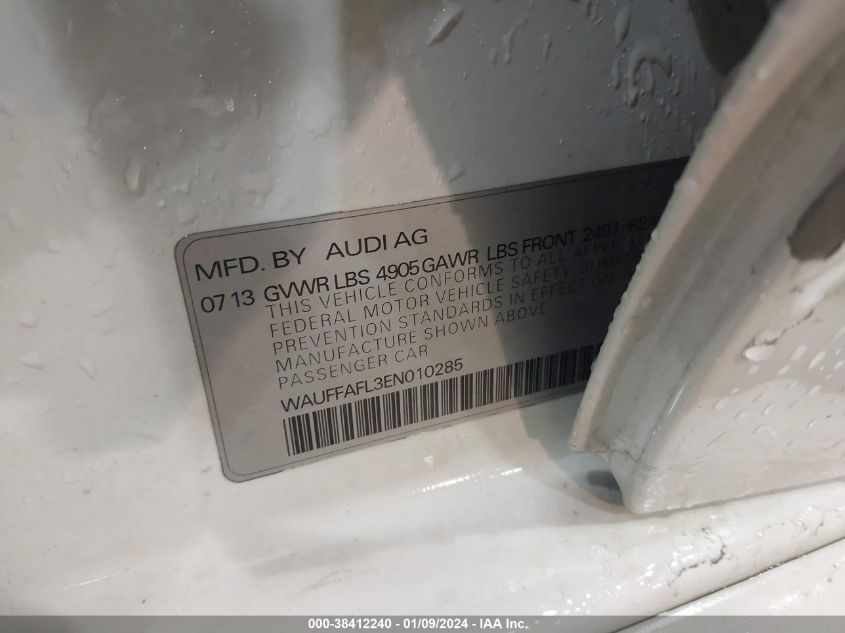 MFD. BY AUDI AG
07 13 GVWR LBS 4905 GAWR LBS FRONT 2491
THIS VEHICLE CONFORMS TO ALL
FEDERAL MOTOR VEHICLE SAFETY,
PREVENTION STANDARDS IN EFFECT ON
MANUFACTURE SHOWN ABOVE
PASSENGER CAR
WAUFFAFL3EN010285
000-38412240 - 01/09/2024 - IAA Inc.